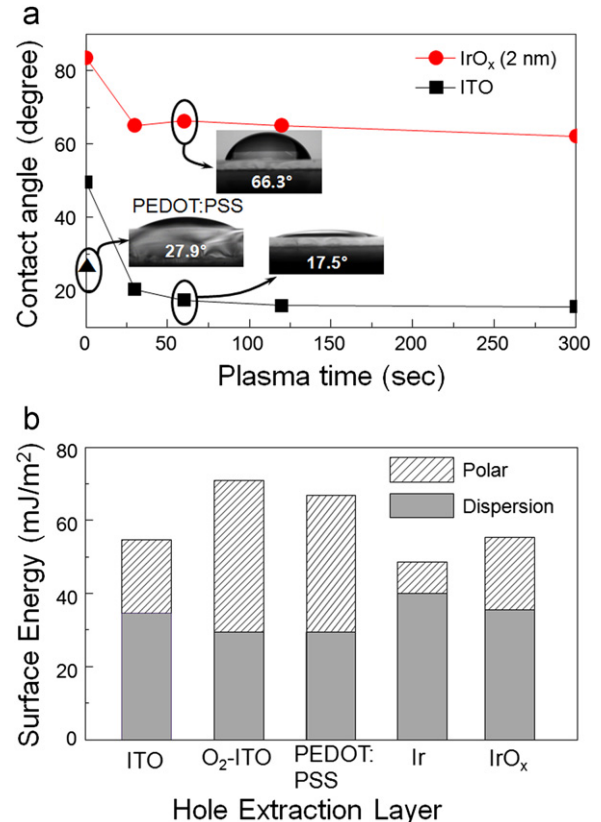 a
Contact angle (degree)
80
60
40
20
IrOₓ (2 nm)
ITO
66.3°
PEDOT:PSS
27.9°
17.5°
0
50
100
150
200
250
300
Plasma time (sec)
b
Surface Energy (mJ/m²)
80
60
40
20
0
Polar
Dispersion
ITO
O₂-ITO
PEDOT:
PSS
Ir
IrOₓ
Hole Extraction Layer